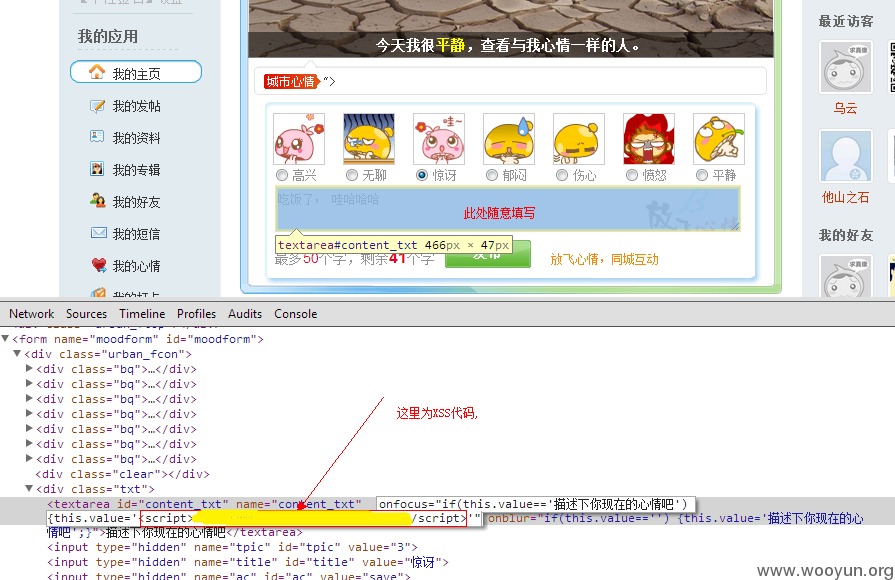 我的应用
我的主页
我的发帖
我的资料
我的专辑
我的好友
我的短信
我的心情
今天我很平静，查看与我心情一样的人。
城市心情 “>
高兴 无聊 惊讶 郁闷 伤心 愤怒 平静
吃饭了， 哇哈哈哈
此处随意填写
放飞心情
textarea#content_txt 466px × 47px
最多50个字，剩余41个字
放飞心情，同城互动
最近访客
求真像
乌云
他山之石
我的好友
求真像
Network Sources Timeline Profiles Audits Console
▼<form name="moodform" id="moodform">
▼<div class="urban_fcon">
▶<div class="bq">…</div>
▶<div class="bq">…</div>
▶<div class="bq">…</div>
▶<div class="bq">…</div>
▶<div class="bq">…</div>
▶<div class="bq">…</div>
▶<div class="bq">…</div>
<div class="clear"></div>
▼<div class="txt">
这里为XSS代码,
<textarea id="content_txt" name="content_txt" onfocus="if(this.value=='描述下你现在的心情吧')
{this.value='<script> /script>'" onblur="if(this.value=='') {this.value='描述下你现在的心
情吧';}">描述下你现在的心情吧</textarea>
<input type="hidden" name="tpic" id="tpic" value="3">
<input type="hidden" name="title" id="title" value="惊讶">
<input type="hidden" name="ac" id="ac" value="save">
www.wooyun.org